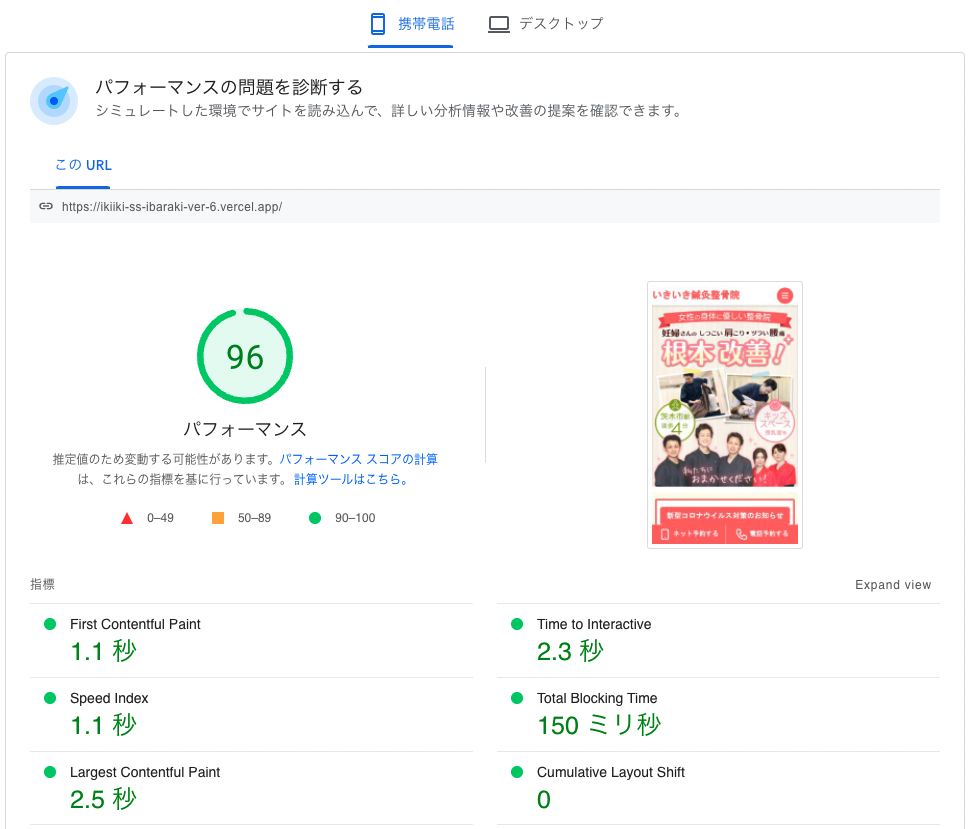 携帯電話
デスクトップ
パフォーマンスの問題を診断する
シミュレートした環境でサイトを読み込んで、詳しい分析情報や改善の提案を確認できます。
この URL
https://ikiiki-ss-ibaraki-ver-6.vercel.app/
96
パフォーマンス
推定値のため変動する可能性があります。パフォーマンス スコアの計算
は、これらの指標を基に行っています。計算ツールはこちら。
0–49
50–89
90–100
いきいき鍼灸整骨院
女性の身体に優しい整骨院
妊婦さんの しつこい 肩こり・ツラい 腰痛
根本改善!
茨木市駅
徒歩4分
キッズ
スペース
私たちに
おまかせください!
新型コロナウイルス対策のお知らせ
ネット予約する
電話予約する
指標
Expand view
First Contentful Paint
1.1 秒
Time to Interactive
2.3 秒
Speed Index
1.1 秒
Total Blocking Time
150 ミリ秒
Largest Contentful Paint
2.5 秒
Cumulative Layout Shift
0